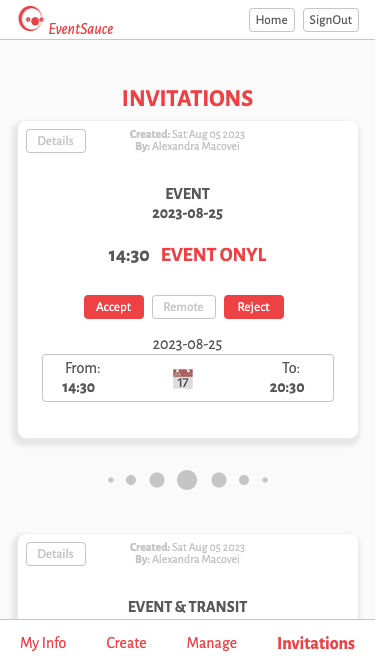 EventSauce
Home
SignOut
INVITATIONS
Details
Created: Sat Aug 05 2023
By: Alexandra Macovei
EVENT
2023-08-25
14:30 EVENT ONYL
Accept
Remote
Reject
2023-08-25
From:
14:30
17
To:
20:30
Details
Created: Sat Aug 05 2023
By: Alexandra Macovei
EVENT & TRANSIT
My Info
Create
Manage
Invitations